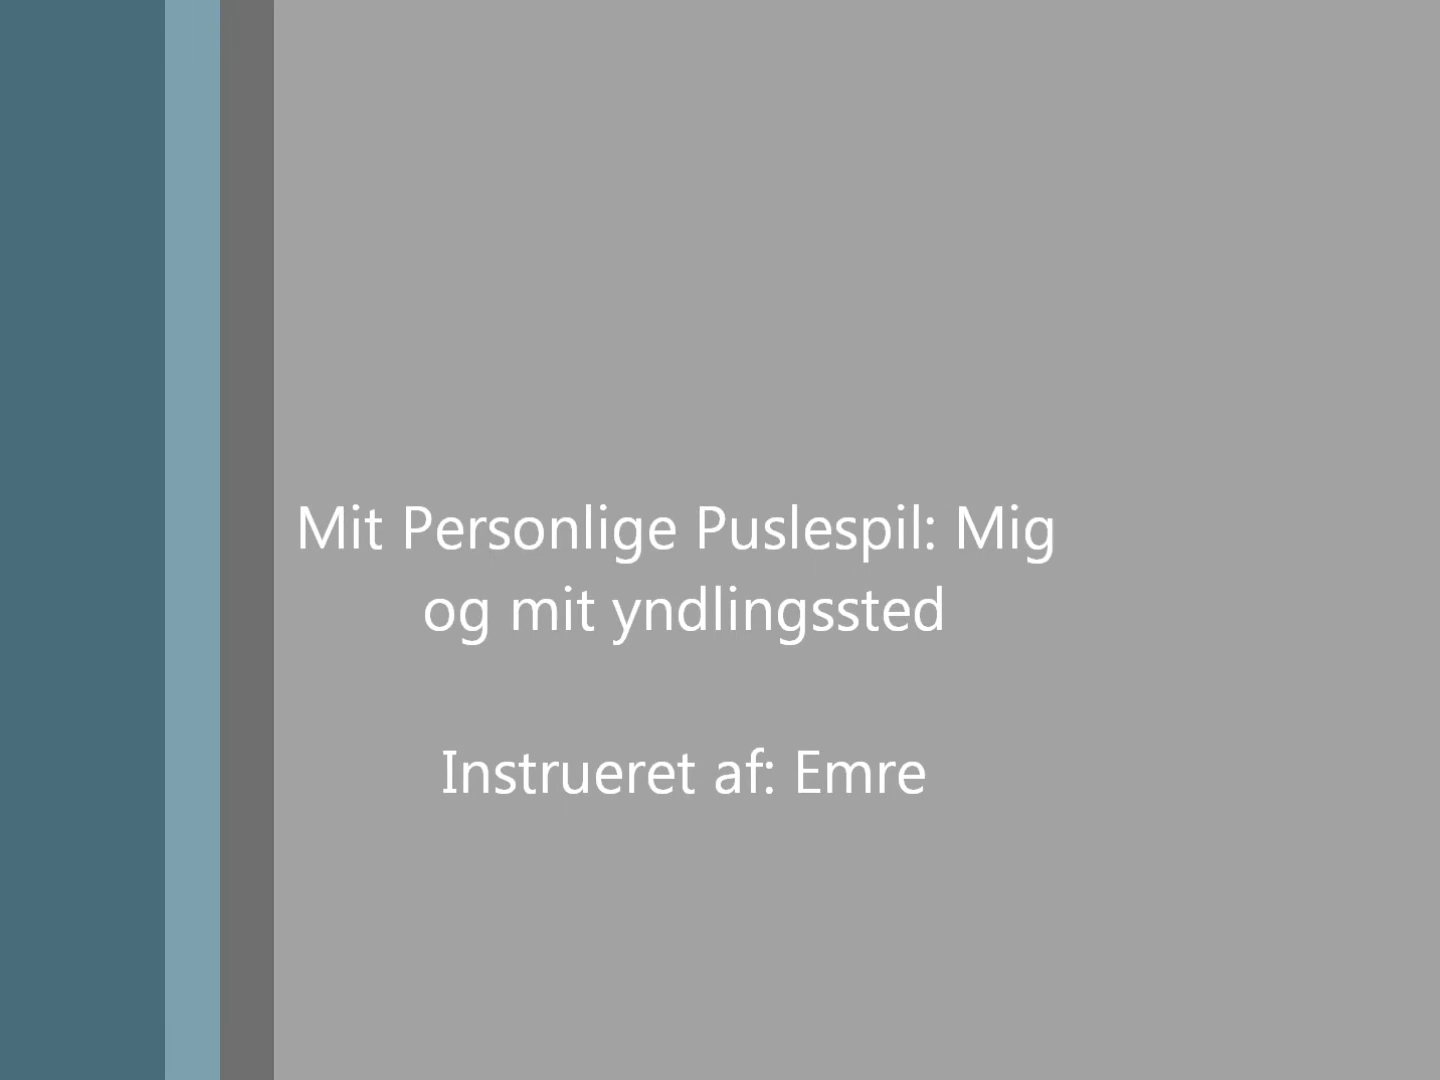 Mit Personlige Puslespil: Mig
og mit yndlingssted
Instrueret af: Emre